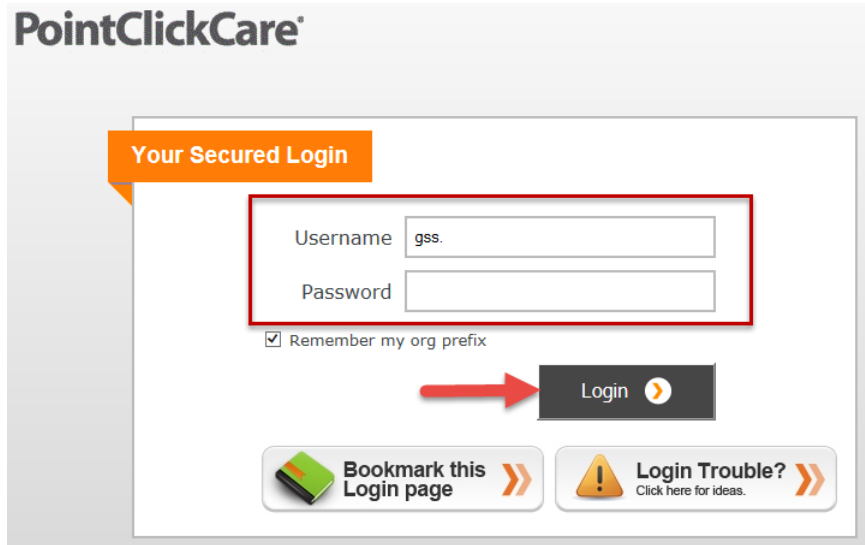 PointClickCare®
Your Secured Login
Username gss.
Password
Remember my org prefix
Login
Bookmark this
Login page
Login Trouble?
Click here for ideas.